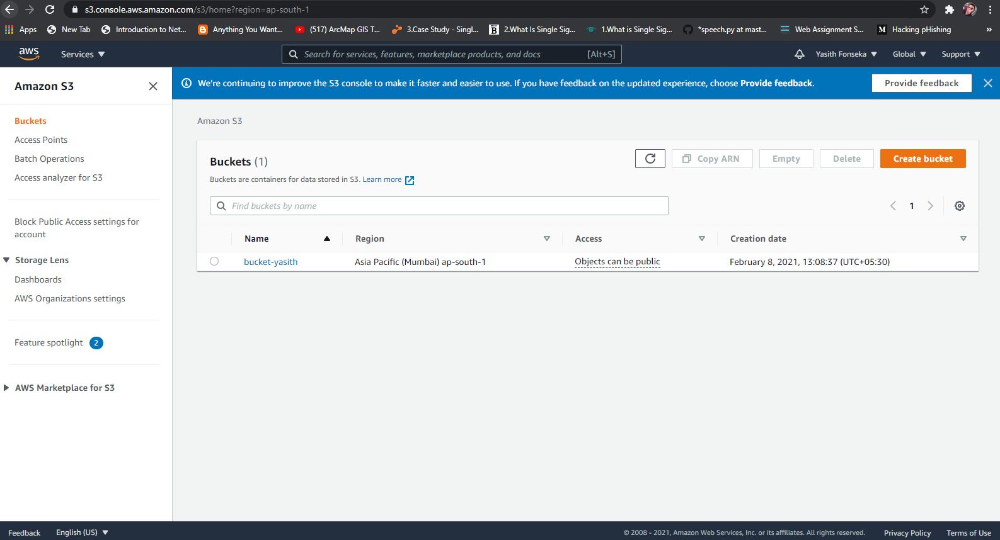 s3.console.aws.amazon.com/s3/home?region=ap-south-1
Apps New Tab Introduction to Net... Anything You Want... (517) ArcMap GIS T... 3.Case Study - Singl... 2.What Is Single Sig... 1.What is Single Sig... *speech.py at mast... Web Assignment S... Hacking pHishing »
aws Services Search for services, features, marketplace products, and docs [Alt+S] Yasith Fonseka Global Support
Amazon S3
We're continuing to improve the S3 console to make it faster and easier to use. If you have feedback on the updated experience, choose Provide feedback. Provide feedback
Buckets
Access Points
Batch Operations
Access analyzer for S3
Block Public Access settings for
account
Storage Lens
Dashboards
AWS Organizations settings
Feature spotlight 2
AWS Marketplace for S3
Amazon S3
Buckets (1) Copy ARN Empty Delete Create bucket
Buckets are containers for data stored in S3. Learn more
Find buckets by name 1
Name Region Access Creation date
bucket-yasith Asia Pacific (Mumbai) ap-south-1 Objects can be public February 8, 2021, 13:08:37 (UTC+05:30)
Feedback English (US) © 2008 - 2021, Amazon Web Services, Inc. or its affiliates. All rights reserved. Privacy Policy Terms of Use